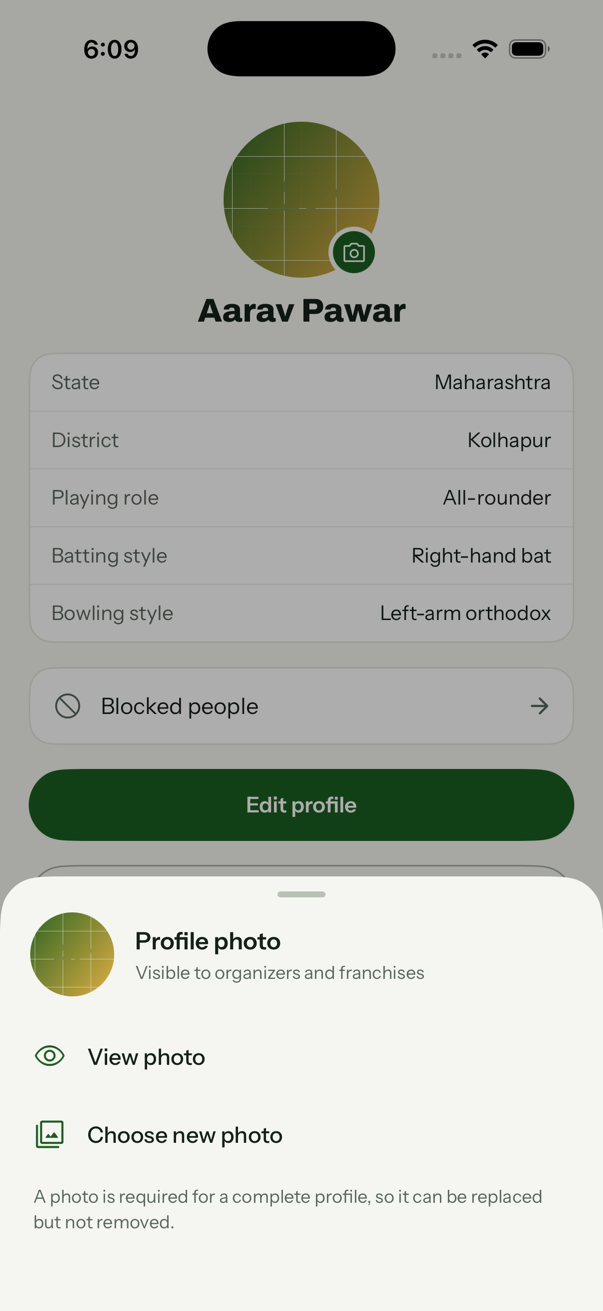 6:09
Aarav Pawar
State Maharashtra
District Kolhapur
Playing role All-rounder
Batting style Right-hand bat
Bowling style Left-arm orthodox
Blocked people
Edit profile
Profile photo
Visible to organizers and franchises
View photo
Choose new photo
A photo is required for a complete profile, so it can be replaced
but not removed.